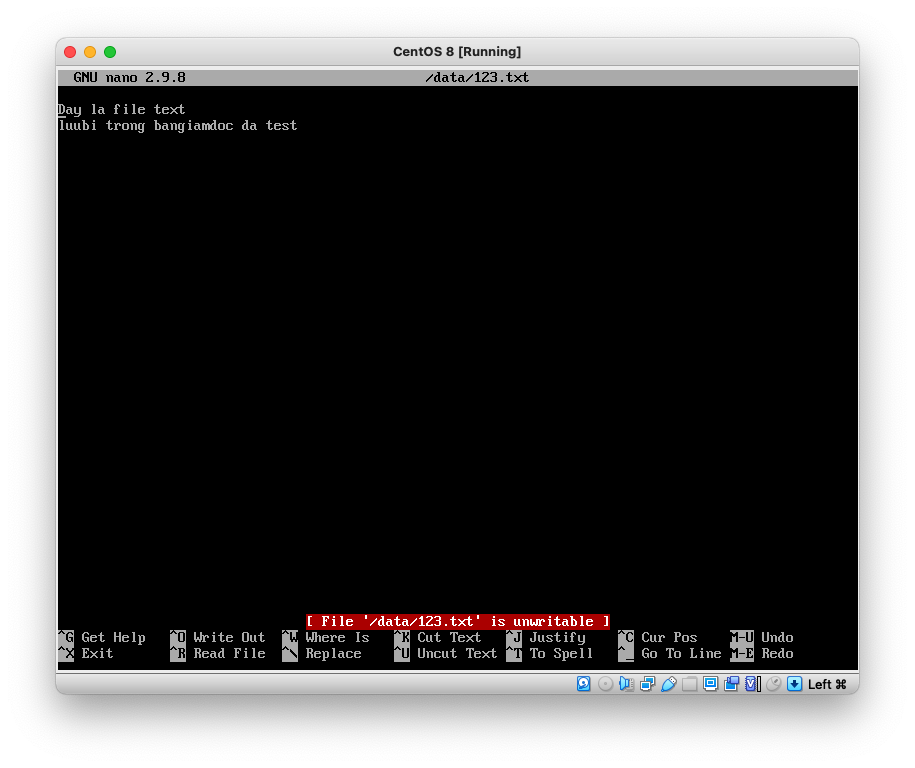 CentOS 8 [Running]
GNU nano 2.9.8 /data/123.txt
Day la file text
luubi trong bangiamdoc da test
[ File '/data/123.txt' is unwritable ]
^G Get Help ^O Write Out ^W Where Is ^K Cut Text ^J Justify ^C Cur Pos M-U Undo
^X Exit ^R Read File ^\ Replace ^U Uncut Text ^T To Spell ^_ Go To Line M-E Redo
Left ⌘